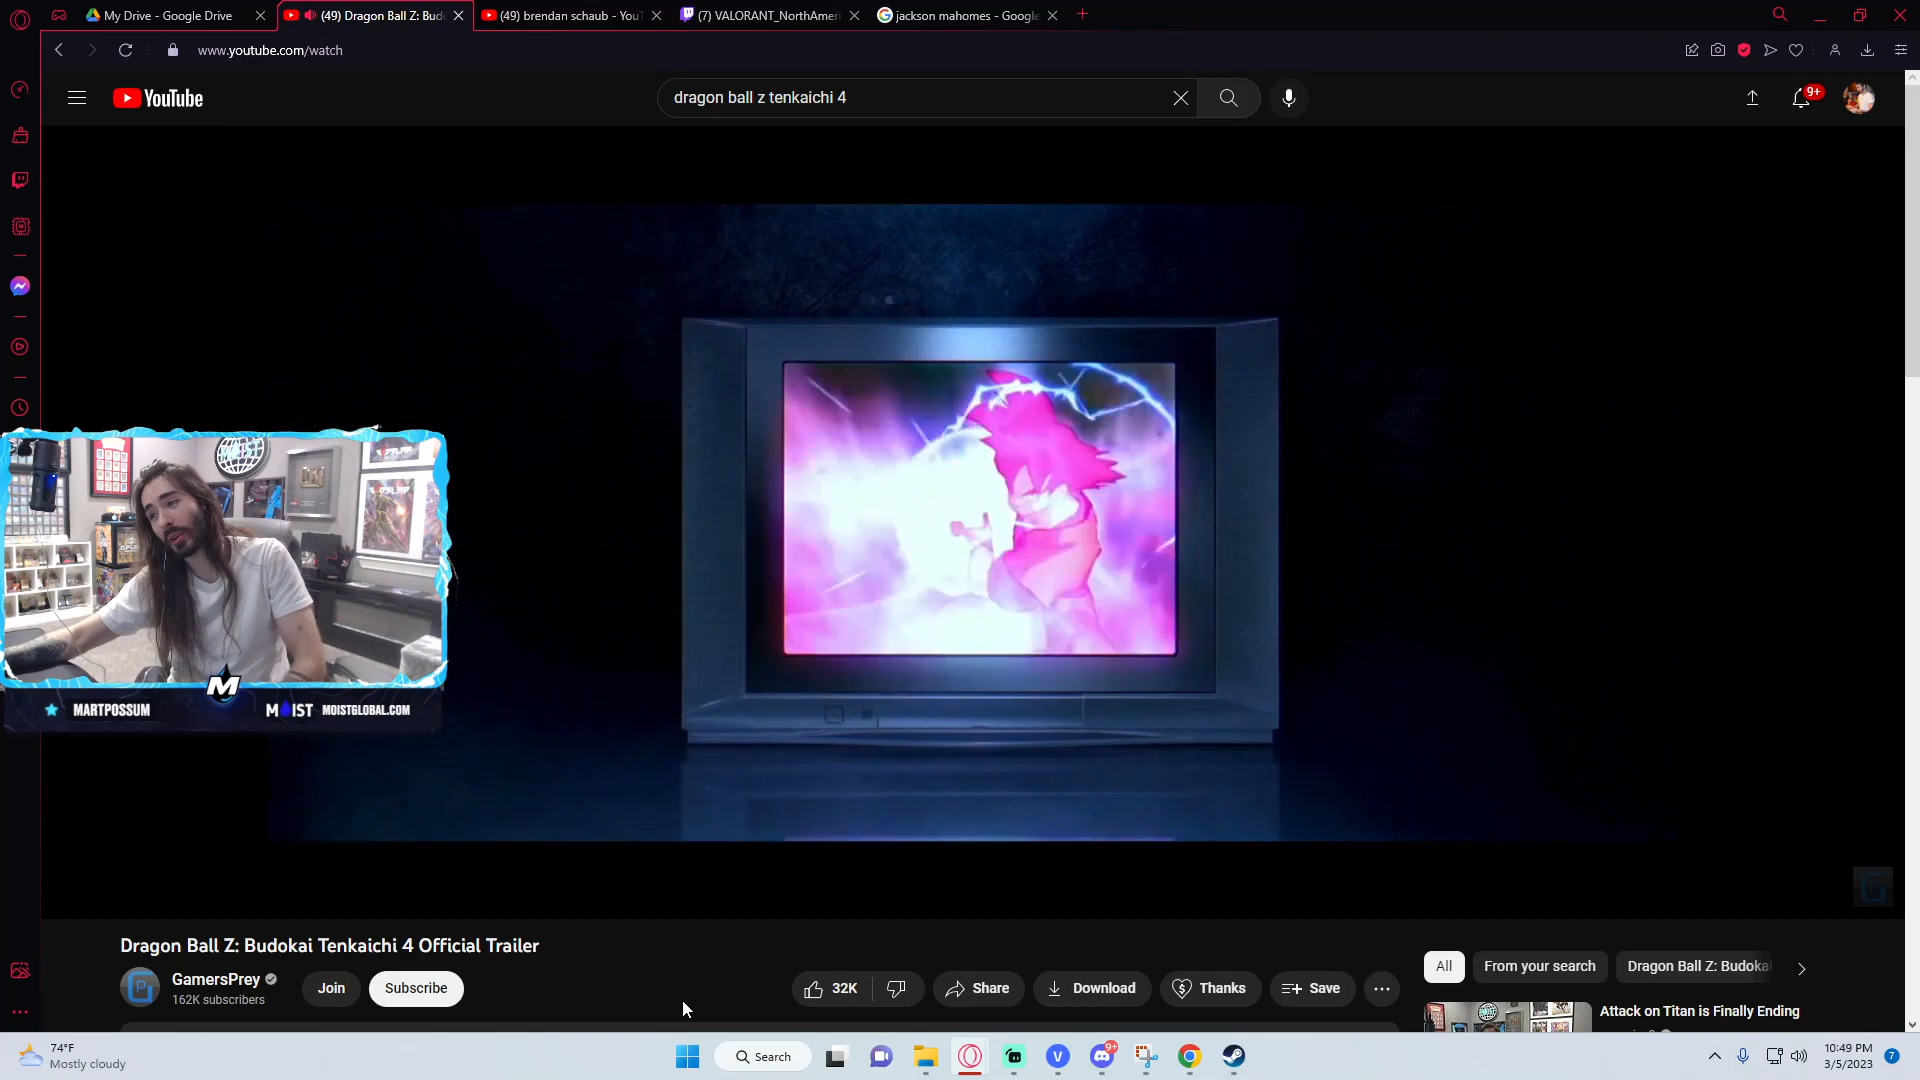 My Drive - Google Drive
(49) Dragon Ball Z: Bud
(49) brendan schaub - You
(7) VALORANT_NorthAmeri
jackson mahomes - Google
www.youtube.com/watch
YouTube
dragon ball z tenkaichi 4
9+
MOIST
MARTPOSSUM
M
MOIST
MOISTGLOBAL.COM
Dragon Ball Z: Budokai Tenkaichi 4 Official Trailer
GamersPrey
162K subscribers
Join
Subscribe
32K
Share
Download
Thanks
Save
All
From your search
Dragon Ball Z: Budokai
Attack on Titan is Finally Ending
74°F
Mostly cloudy
Search
V
9+
10:49 PM
3/5/2023
7